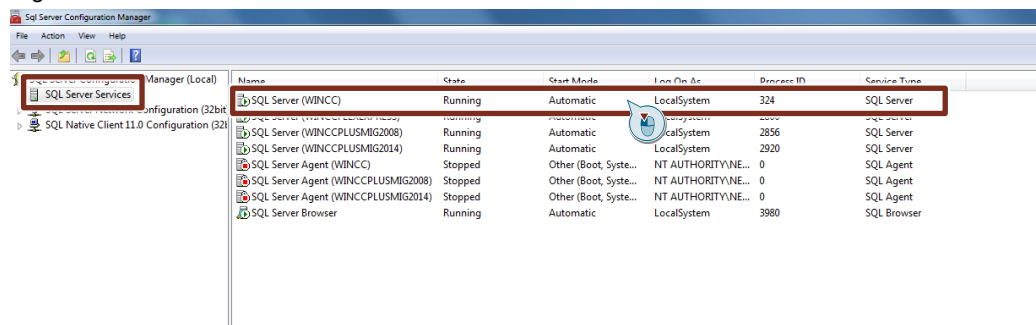 Sql Server Configuration Manager
File Action View Help
Manager (Local)
SQL Server Services
Configuration (32bit
SQL Native Client 11.0 Configuration (32
Name State Start Mode Log On As Process ID Service Type
SQL Server (WINCC) Running Automatic LocalSystem 324 SQL Server
SQL Server (WINCCPLUSMIG2008) Running Automatic LocalSystem 2856 SQL Server
SQL Server (WINCCPLUSMIG2014) Running Automatic LocalSystem 2920 SQL Server
SQL Server Agent (WINCC) Stopped Other (Boot, Syste... NT AUTHORITY\NE... 0 SQL Agent
SQL Server Agent (WINCCPLUSMIG2008) Stopped Other (Boot, Syste... NT AUTHORITY\NE... 0 SQL Agent
SQL Server Agent (WINCCPLUSMIG2014) Stopped Other (Boot, Syste... NT AUTHORITY\NE... 0 SQL Agent
SQL Server Browser Running Automatic LocalSystem 3980 SQL Browser